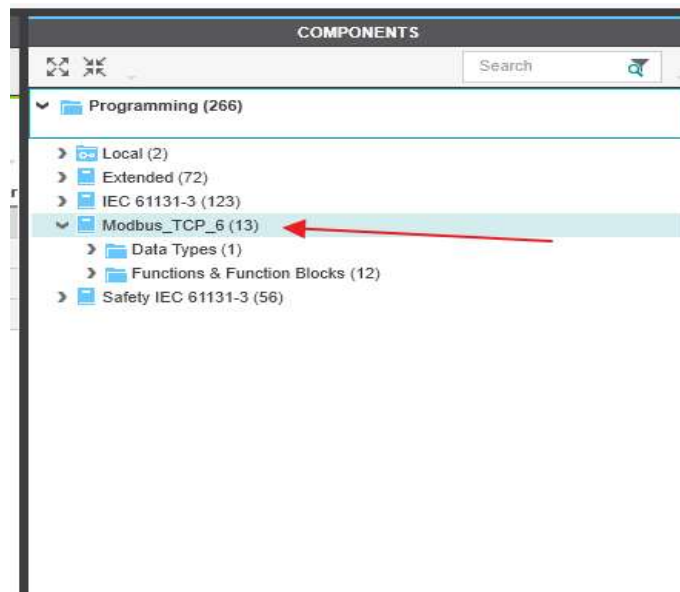 COMPONENTS
Search
Programming (266)
Local (2)
Extended (72)
r
IEC 61131-3 (123)
Modbus_TCP_6 (13)
Data Types (1)
Functions & Function Blocks (12)
Safety IEC 61131-3 (56)